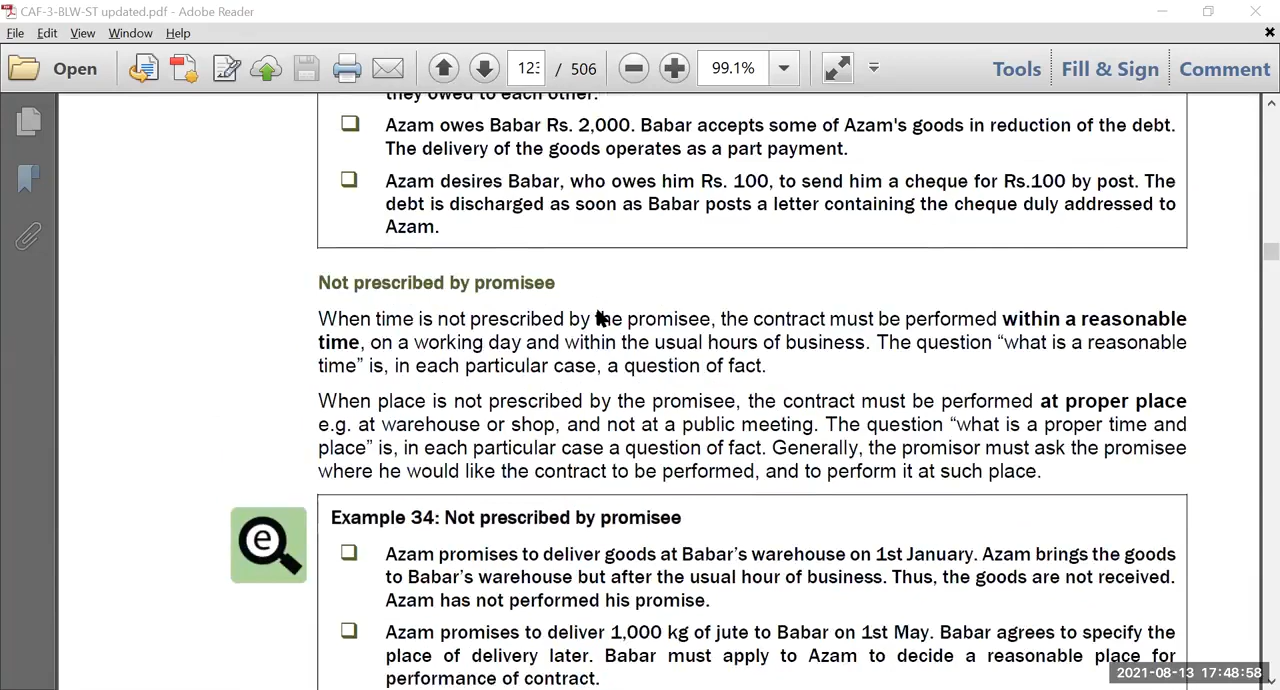 CAF-3-BLW-ST updated.pdf - Adobe Reader
File Edit View Window Help
Open 123 / 506 99.1% Tools Fill & Sign Comment
they owed to each other.
Azam owes Babar Rs. 2,000. Babar accepts some of Azam's goods in reduction of the debt.
The delivery of the goods operates as a part payment.
Azam desires Babar, who owes him Rs. 100, to send him a cheque for Rs.100 by post. The
debt is discharged as soon as Babar posts a letter containing the cheque duly addressed to
Azam.
Not prescribed by promisee
When time is not prescribed by the promisee, the contract must be performed within a reasonable
time, on a working day and within the usual hours of business. The question “what is a reasonable
time” is, in each particular case, a question of fact.
When place is not prescribed by the promisee, the contract must be performed at proper place
e.g. at warehouse or shop, and not at a public meeting. The question “what is a proper time and
place” is, in each particular case a question of fact. Generally, the promisor must ask the promisee
where he would like the contract to be performed, and to perform it at such place.
e
Example 34: Not prescribed by promisee
Azam promises to deliver goods at Babar’s warehouse on 1st January. Azam brings the goods
to Babar’s warehouse but after the usual hour of business. Thus, the goods are not received.
Azam has not performed his promise.
Azam promises to deliver 1,000 kg of jute to Babar on 1st May. Babar agrees to specify the
place of delivery later. Babar must apply to Azam to decide a reasonable place for
performance of contract.
2021-08-13 17:48:58